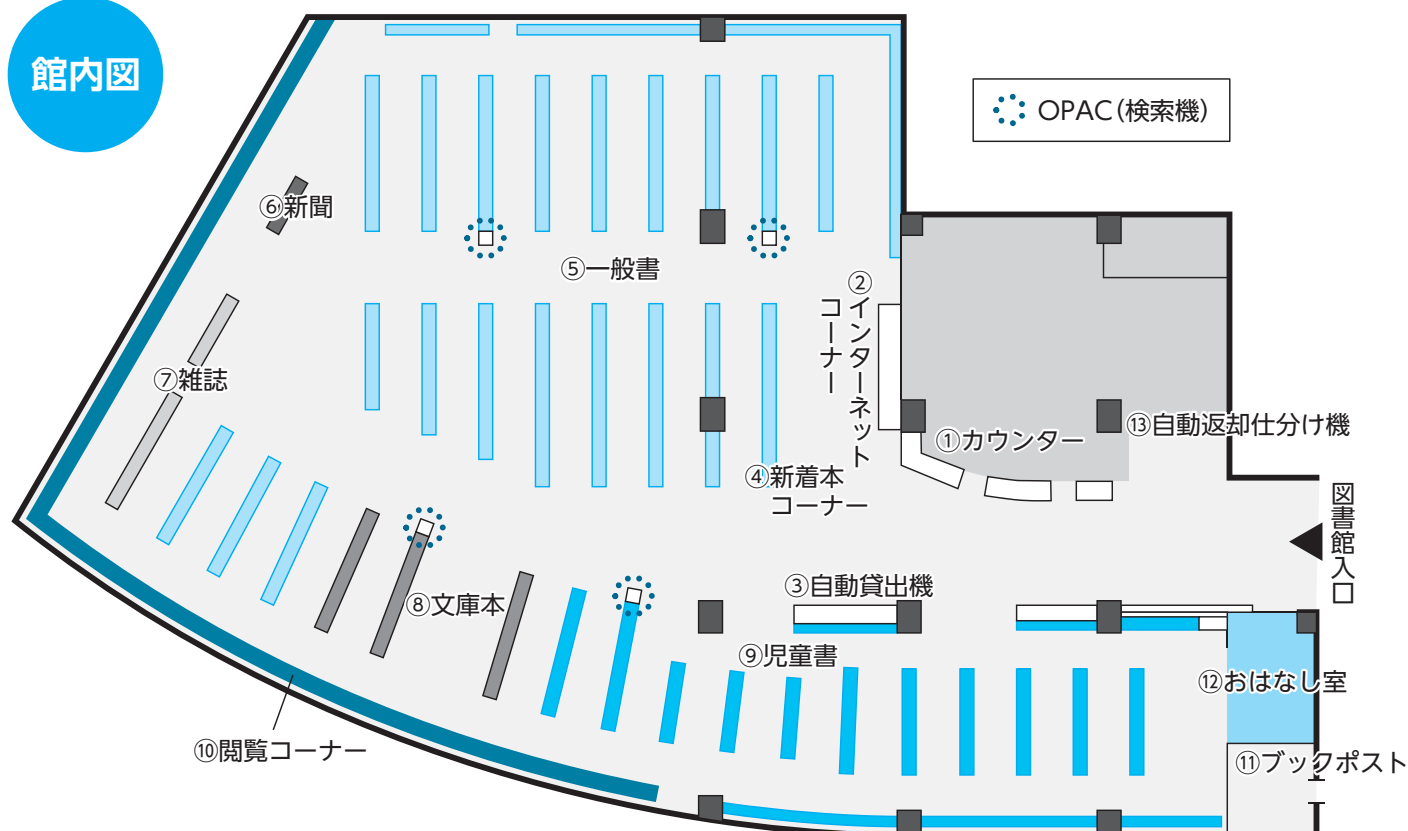 館内図
OPAC（検索機）
⑥新聞
⑤一般書
②インターネット
コーナー
⑦雑誌
①カウンター
⑬自動返却仕分け機
④新着本
コーナー
図書館入口
③自動貸出機
⑧文庫本
⑨児童書
⑫おはなし室
⑩閲覧コーナー
⑪ブックポスト